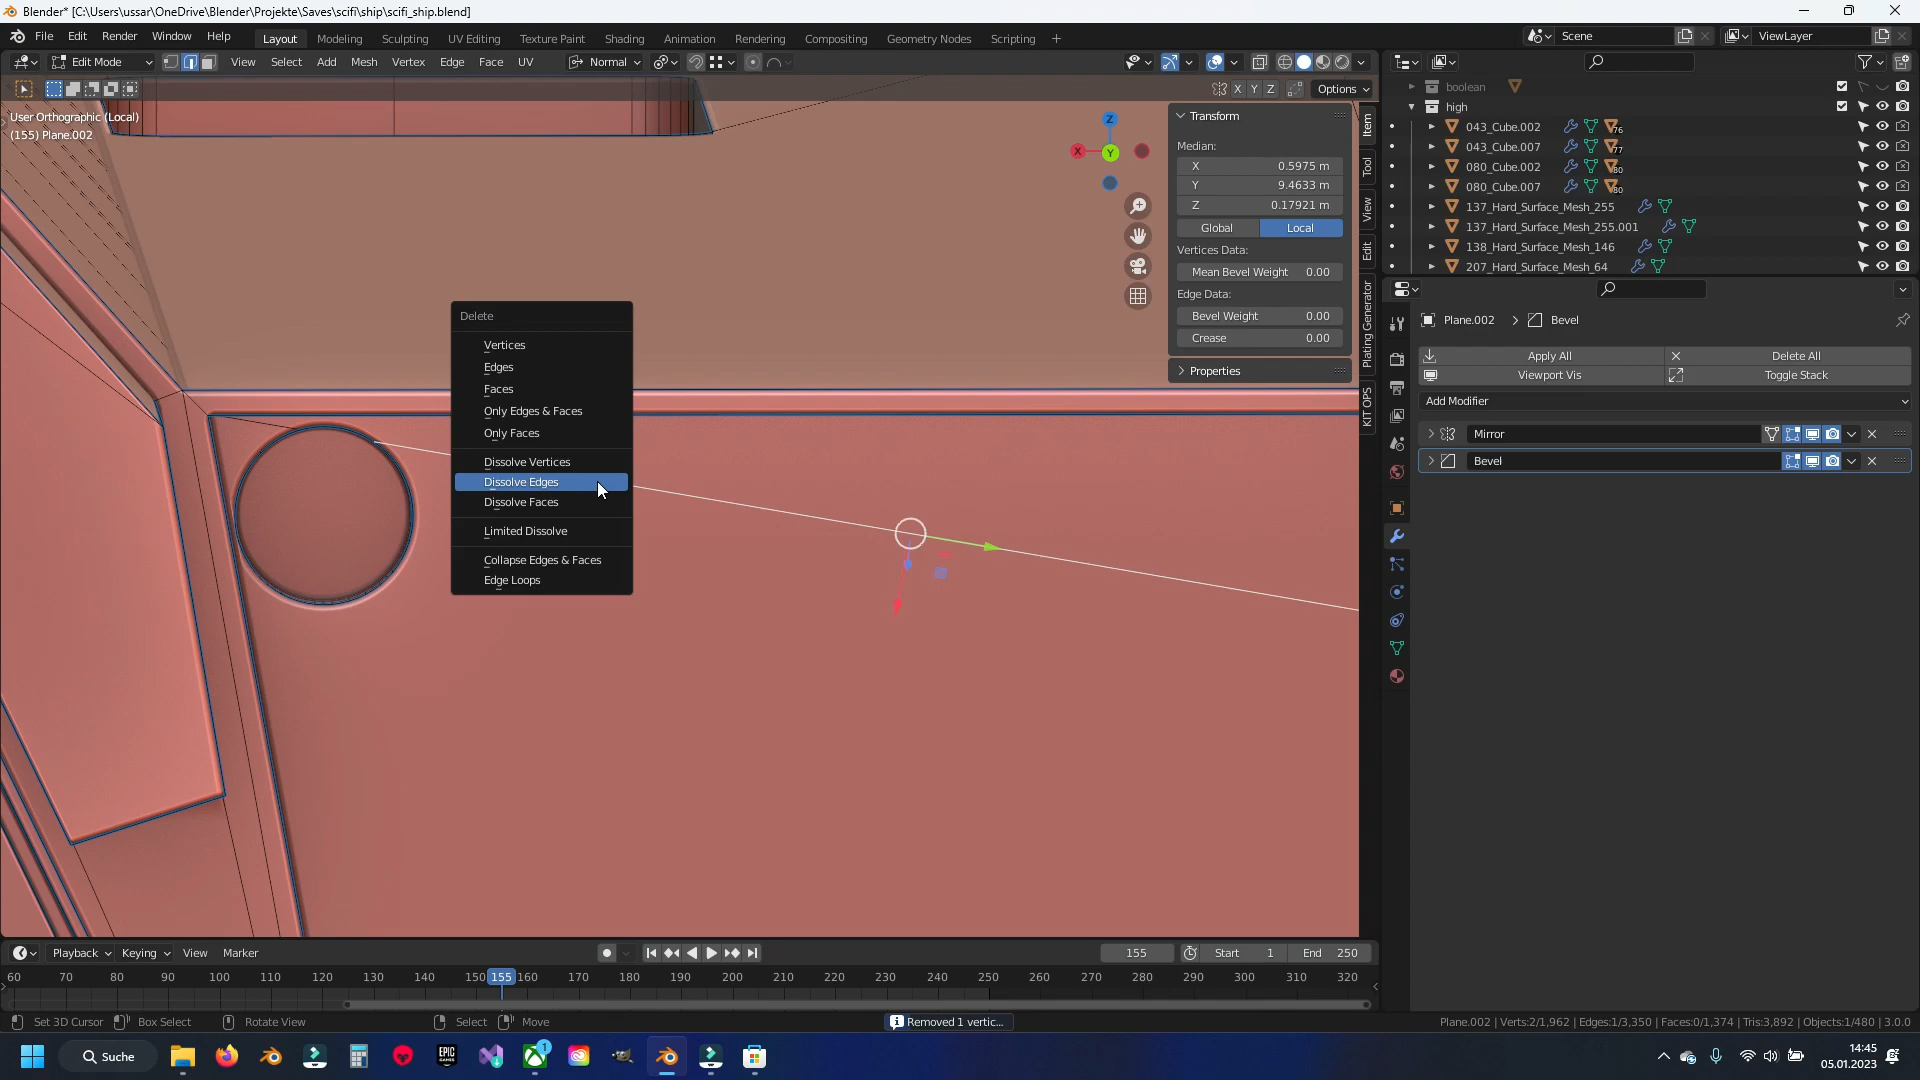 Blender* [C:\Users\ussar\OneDrive\Blender\Projekte\Saves\scifi\ship\scifi_ship.blend]
File Edit Render Window Help Layout Modeling Sculpting UV Editing Texture Paint Shading Animation Rendering Compositing Geometry Nodes Scripting + Scene ViewLayer
Edit Mode View Select Add Mesh Vertex Edge Face UV Normal
X Y Z Options
User Orthographic (Local)
(155) Plane.002
Z
X Y
Transform
Median:
X 0.5975 m
Y 9.4633 m
Z 0.17921 m
Global Local
Vertices Data:
Mean Bevel Weight 0.00
Edge Data:
Bevel Weight 0.00
Crease 0.00
Properties
Item
Tool
View
Edit
Plating Generator
KIT OPS
Delete
Vertices
Edges
Faces
Only Edges & Faces
Only Faces
Dissolve Vertices
Dissolve Edges
Dissolve Faces
Limited Dissolve
Collapse Edges & Faces
Edge Loops
boolean
high
043_Cube.002 76
043_Cube.007 77
080_Cube.002 80
080_Cube.007 80
137_Hard_Surface_Mesh_255
137_Hard_Surface_Mesh_255.001
138_Hard_Surface_Mesh_146
207_Hard_Surface_Mesh_64
Plane.002 Bevel
Apply All Delete All
Viewport Vis Toggle Stack
Add Modifier
Mirror
Bevel
Playback Keying View Marker 155 Start 1 End 250
60 70 80 90 100 110 120 130 140 150 155 160 170 180 190 200 210 220 230 240 250 260 270 280 290 300 310 320
Set 3D Cursor Box Select Rotate View Select Move Removed 1 vertic... Plane.002 | Verts:2/1,962 | Edges:1/3,350 | Faces:0/1,374 | Tris:3,892 | Objects:1/480 | 3.0.0
Suche EPIC GAMES 1 14:45
05.01.2023